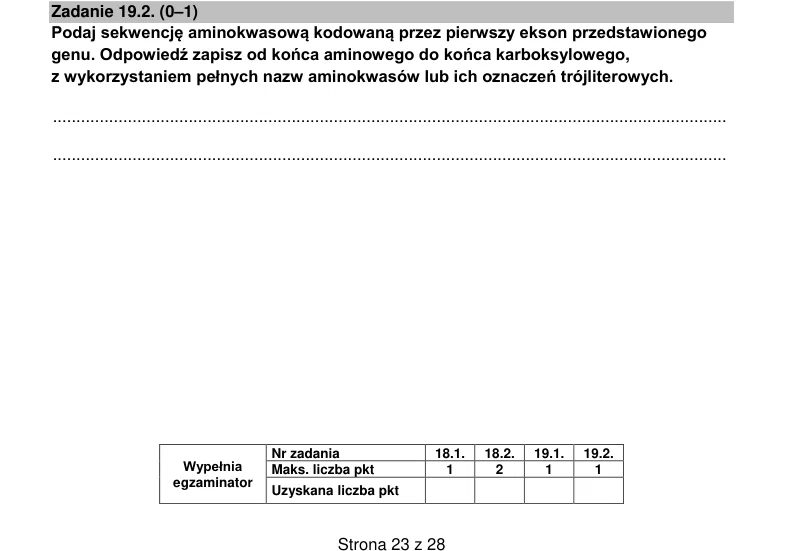 Zadanie 19.2. (0–1)
Podaj sekwencję aminokwasową kodowaną przez pierwszy ekson przedstawionego
genu. Odpowiedź zapisz od końca aminowego do końca karboksylowego,
z wykorzystaniem pełnych nazw aminokwasów lub ich oznaczeń trójliterowych.
....................................................................................................................................................
....................................................................................................................................................
Wypełnia
egzaminator
Nr zadania 18.1. 18.2. 19.1. 19.2.
Maks. liczba pkt 1 2 1 1
Uzyskana liczba pkt
Strona 23 z 28